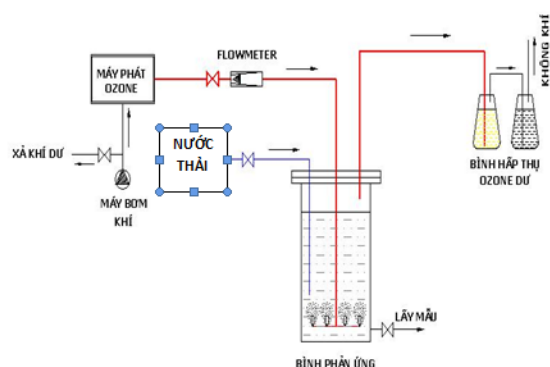 FLOWMETER
MÁY PHÁT
OZONE
KHÔNG KHÍ
NƯỚC
THẢI
XẢ KHÍ DƯ
MÁY BƠM
KHÍ
BÌNH HẤP THỤ
OZONE DƯ
LẤY MẪU
BÌNH PHẢN ỨNG